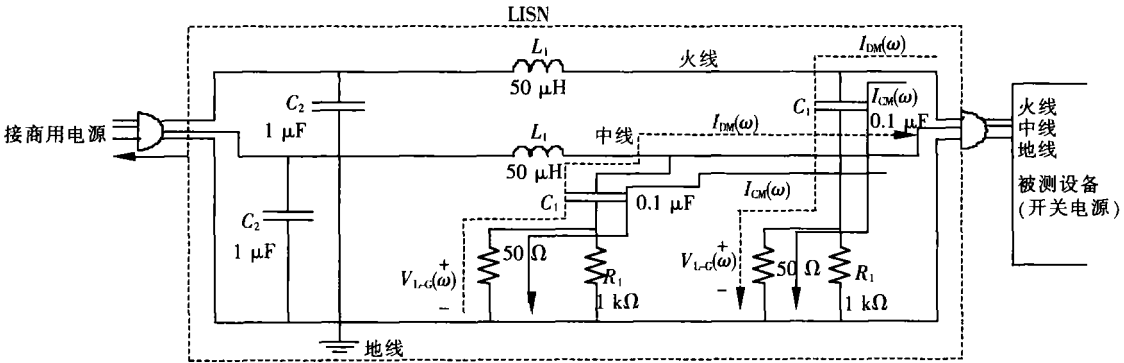 LISN
L₁
50 μH
火线
I_DM(ω)
C₂
1 μF
C₁
I_CM(ω)
0.1 μF
接商用电源
L₁
50 μH
中线
I_DM(ω)
火线
中线
地线
被测设备
(开关电源)
C₂
1 μF
C₁
0.1 μF
I_CM(ω)
V_L-G(ω)
+
−
50 Ω
R₁
1 kΩ
V_L-G(ω)
+
−
50 Ω
R₁
1 kΩ
地线